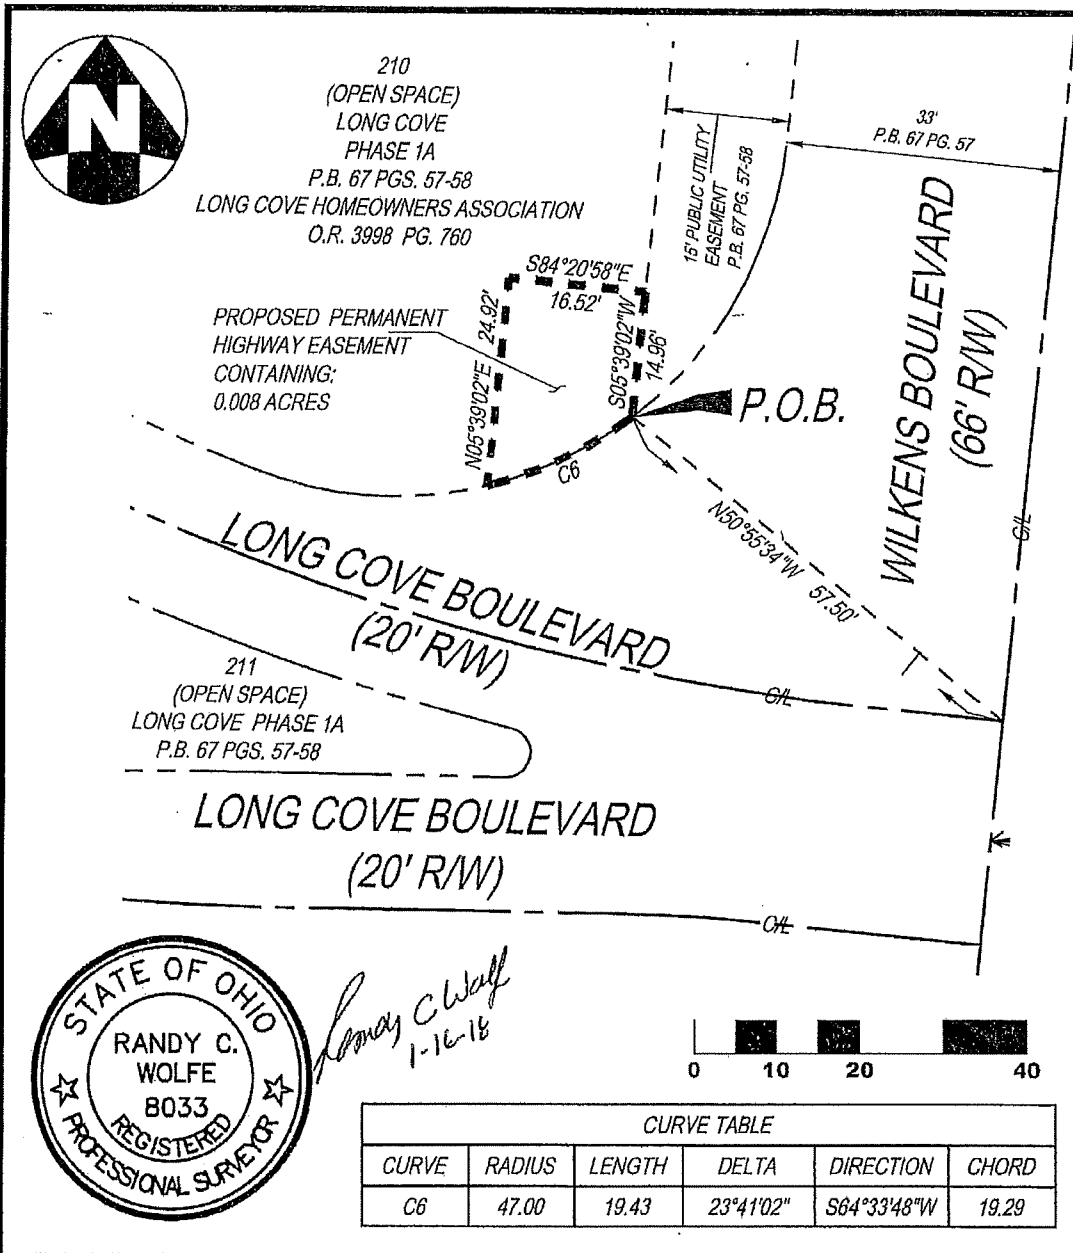 N
210
(OPEN SPACE)
LONG COVE
PHASE 1A
P.B. 67 PGS. 57-58
LONG COVE HOMEOWNERS ASSOCIATION
O.R. 3998 PG. 760
16' PUBLIC UTILITY
EASEMENT
P.B. 67 PG. 57-58
33'
P.B. 67 PG. 57
S84°20'58"E
16.52'
PROPOSED PERMANENT
HIGHWAY EASEMENT
CONTAINING:
0.008 ACRES
N05°39'02"E 24.92'
S05°39'02"W
14.96'
C6
P.O.B.
WILKENS BOULEVARD
(66' R/W)
C/L
N50°55'34"W 57.50'
LONG COVE BOULEVARD
(20' R/W)
C/L
211
(OPEN SPACE)
LONG COVE PHASE 1A
P.B. 67 PGS. 57-58
LONG COVE BOULEVARD
(20' R/W)
C/L
STATE OF OHIO
RANDY C.
WOLFE
8033
REGISTERED
PROFESSIONAL SURVEYOR
Randy C Wolfe
1-16-18
0 10 20 40
CURVE TABLE
CURVE RADIUS LENGTH DELTA DIRECTION CHORD
C6 47.00 19.43 23°41'02" S64°33'48"W 19.29